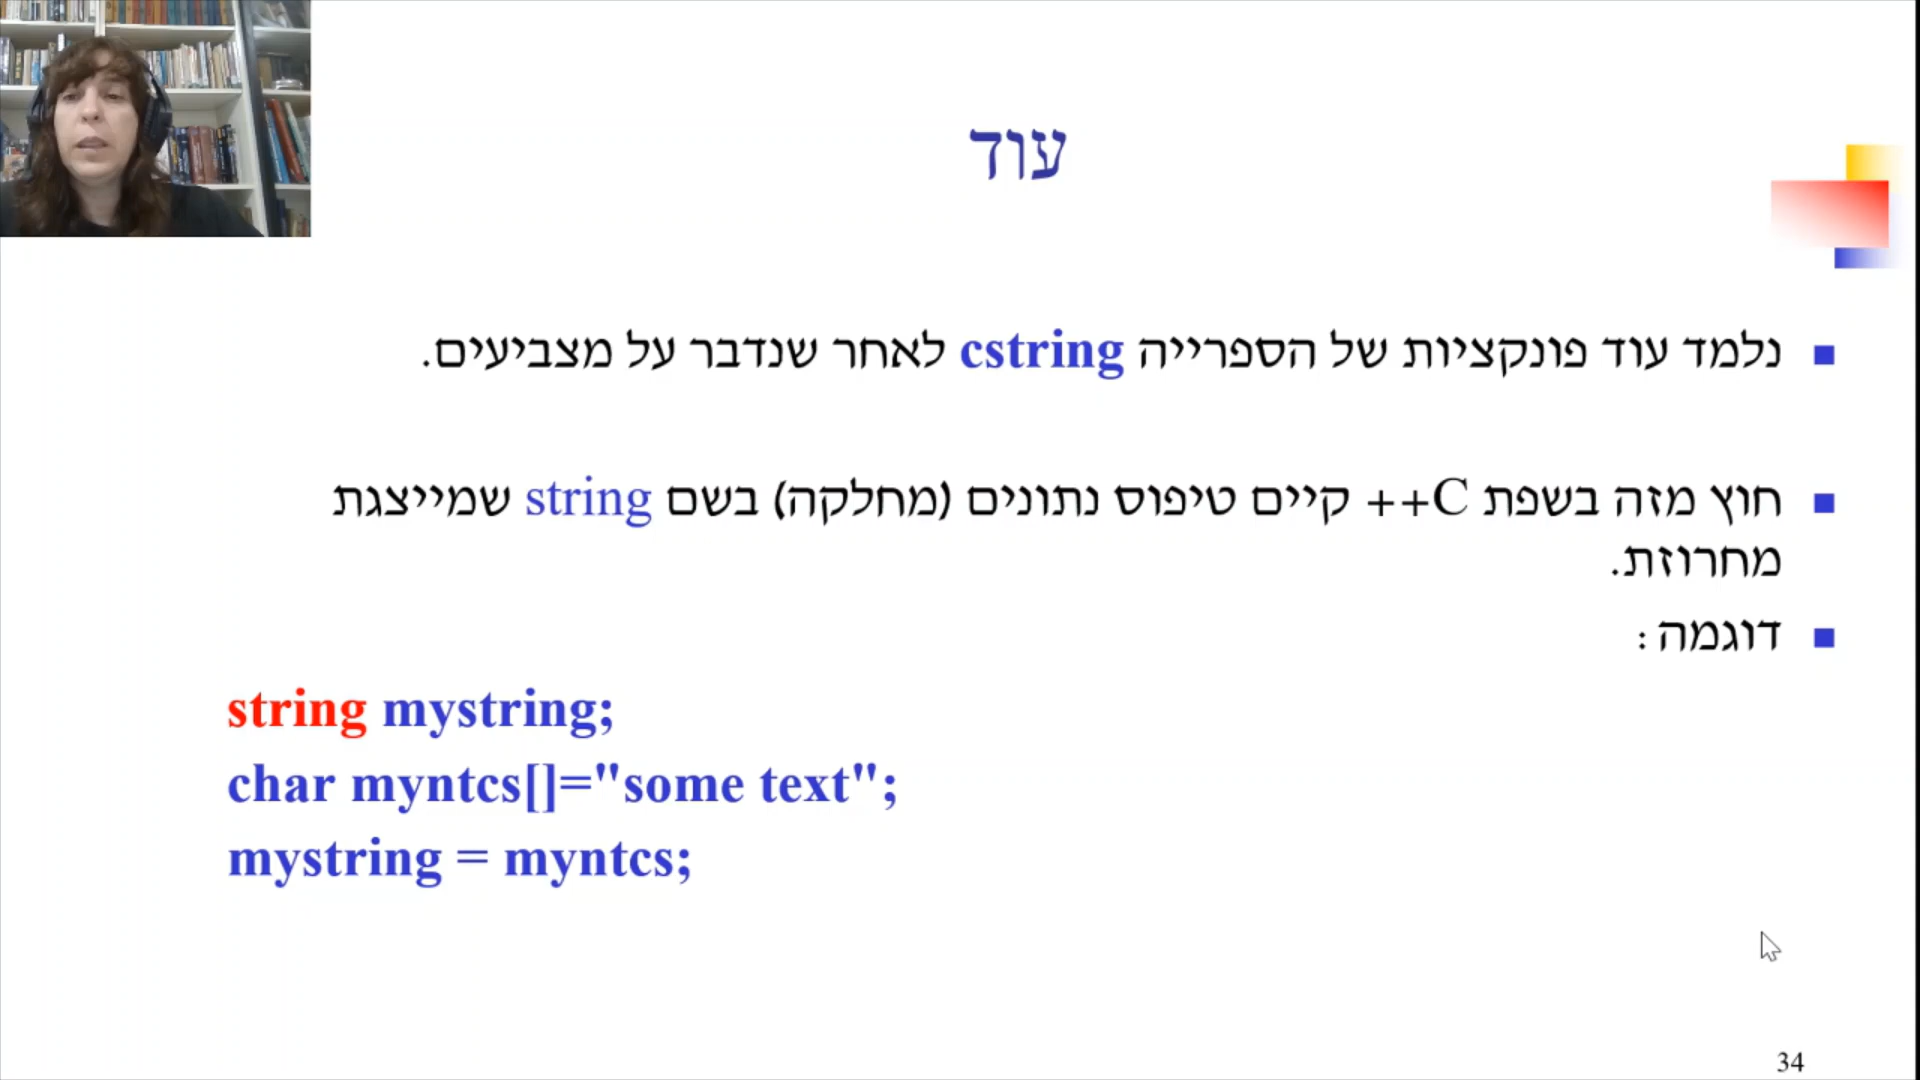 עוד
נלמד עוד פונקציות של הספרייה cstring לאחר שנדבר על מצביעים.
חוץ מזה בשפת C++ קיים טיפוס נתונים (מחלקה) בשם string שמייצגת
מחרוזת.
דוגמה:
string mystring;
char myntcs[]="some text";
mystring = myntcs;
34